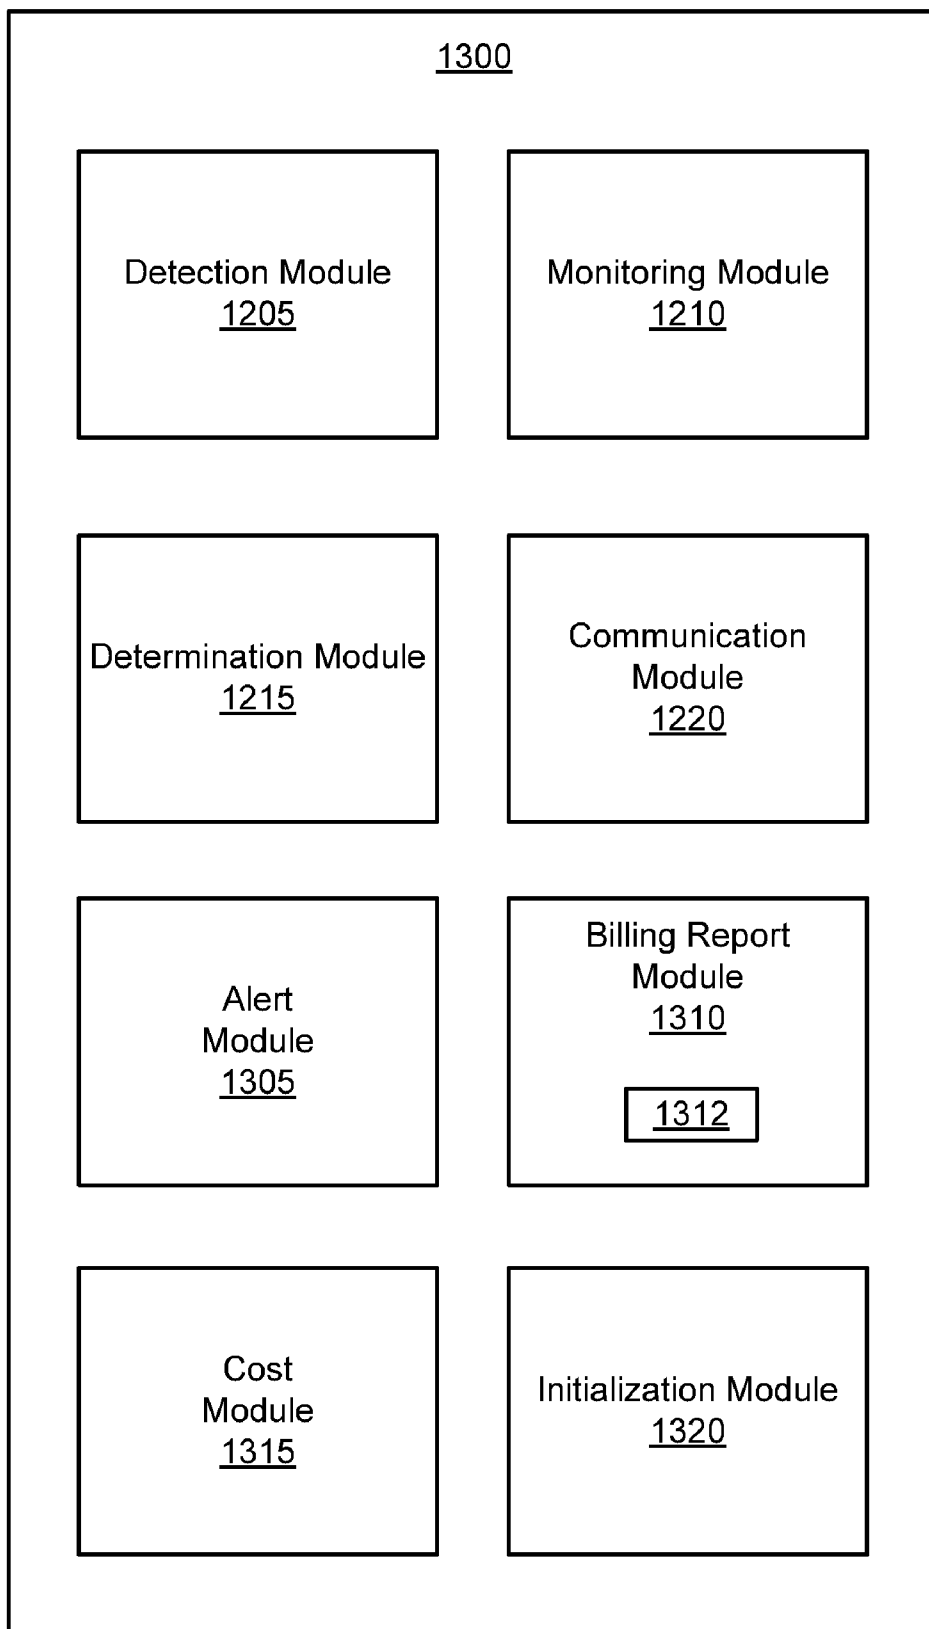 1300
Detection Module
1205
Monitoring Module
1210
Determination Module
1215
Communication
Module
1220
Alert
Module
1305
Billing Report
Module
1310
1312
Cost
Module
1315
Initialization Module
1320